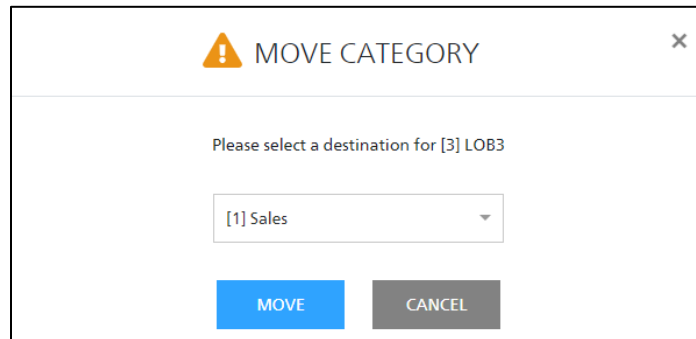 MOVE CATEGORY
Please select a destination for [3] LOB3
[1] Sales
MOVE
CANCEL